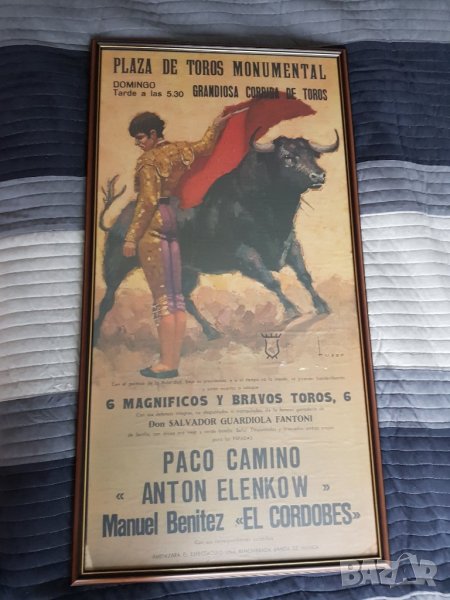 PLAZA DE TOROS MONUMENTAL
DOMINGO
Tarde a las 5.30 GRANDIOSA CORRIDA DE TOROS
6 MAGNIFICOS Y BRAVOS TOROS, 6
Don SALVADOR GUARDIOLA FANTONI
PACO CAMINO
« ANTON ELENKOW »
Manuel Benitez «EL CORDOBES»
BAZAR